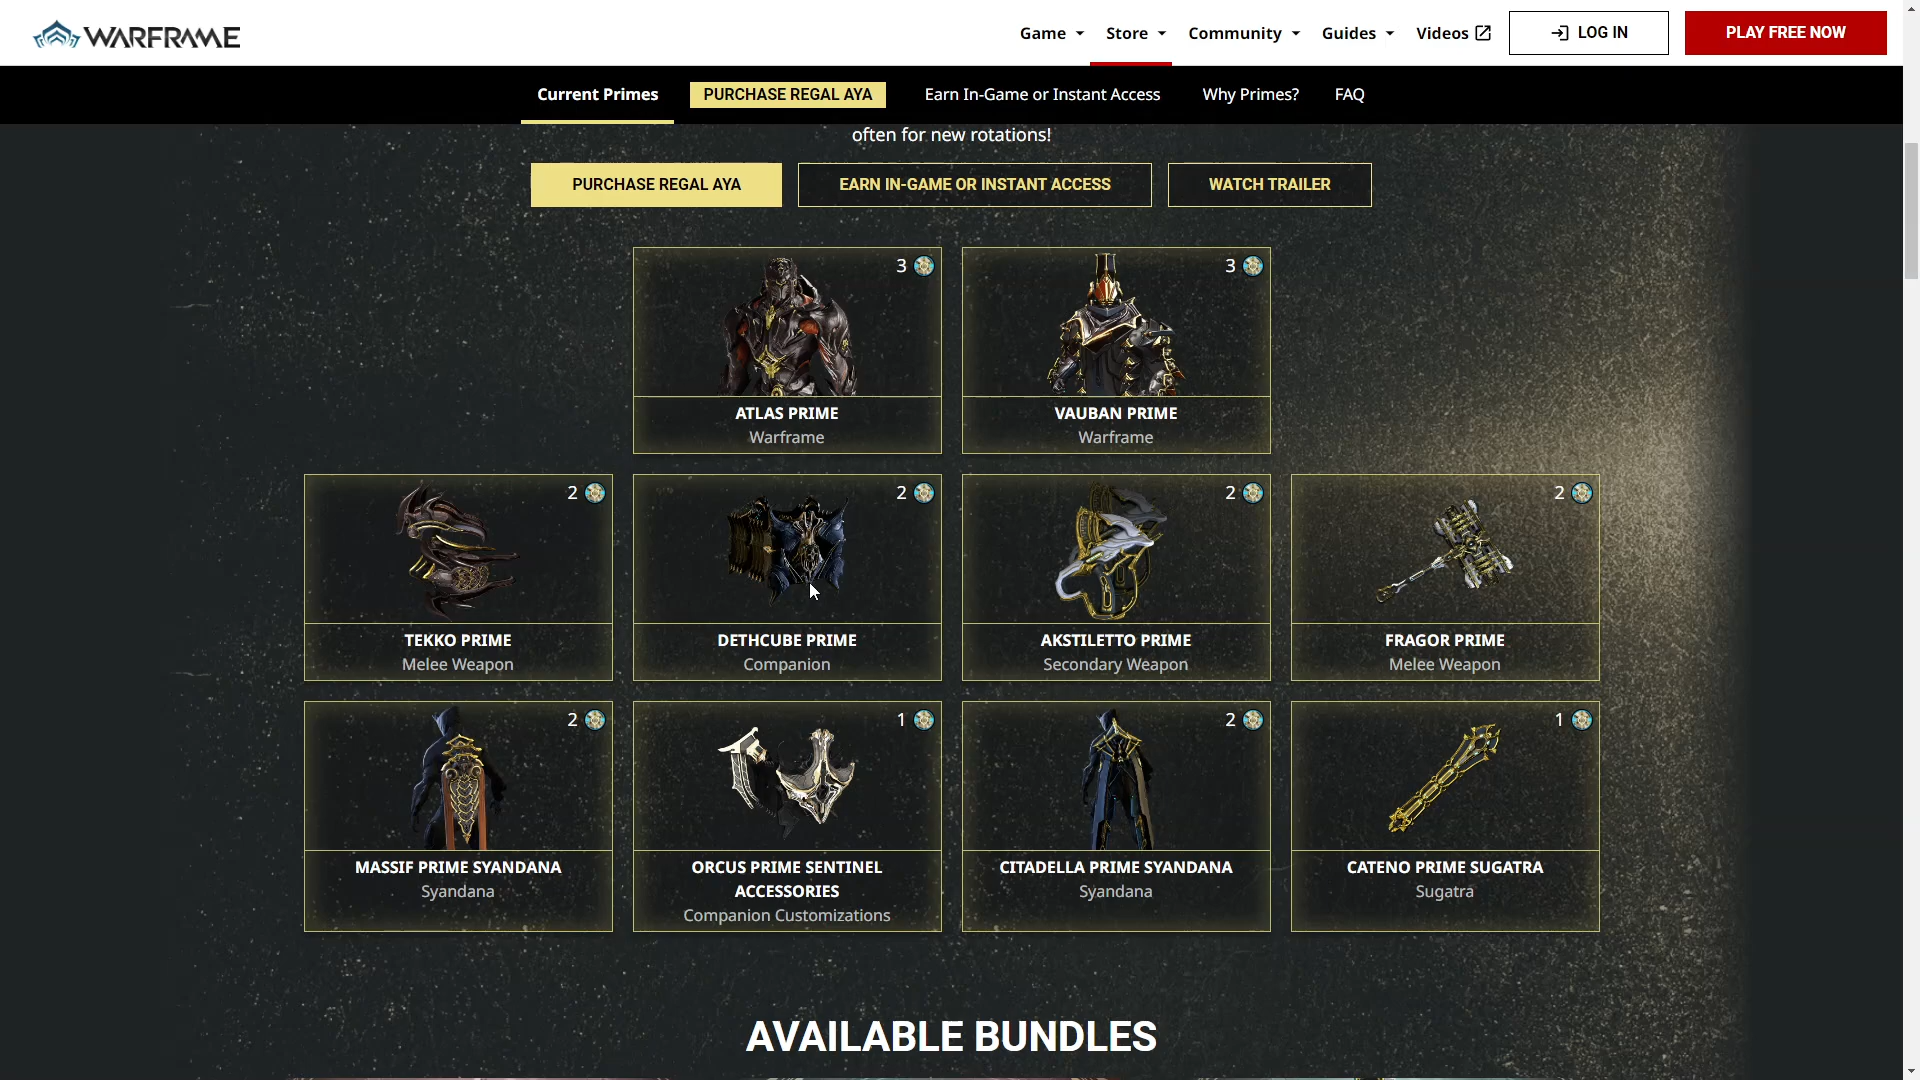 WARFRAME
Game
Store
Community
Guides
Videos
LOG IN
PLAY FREE NOW
Current Primes
PURCHASE REGAL AYA
Earn In-Game or Instant Access
Why Primes?
FAQ
often for new rotations!
PURCHASE REGAL AYA
EARN IN-GAME OR INSTANT ACCESS
WATCH TRAILER
3
ATLAS PRIME
Warframe
3
VAUBAN PRIME
Warframe
2
TEKKO PRIME
Melee Weapon
2
DETHCUBE PRIME
Companion
2
AKSTILETTO PRIME
Secondary Weapon
2
FRAGOR PRIME
Melee Weapon
2
MASSIF PRIME SYANDANA
Syandana
1
ORCUS PRIME SENTINEL
ACCESSORIES
Companion Customizations
2
CITADELLA PRIME SYANDANA
Syandana
1
CATENO PRIME SUGATRA
Sugatra
AVAILABLE BUNDLES